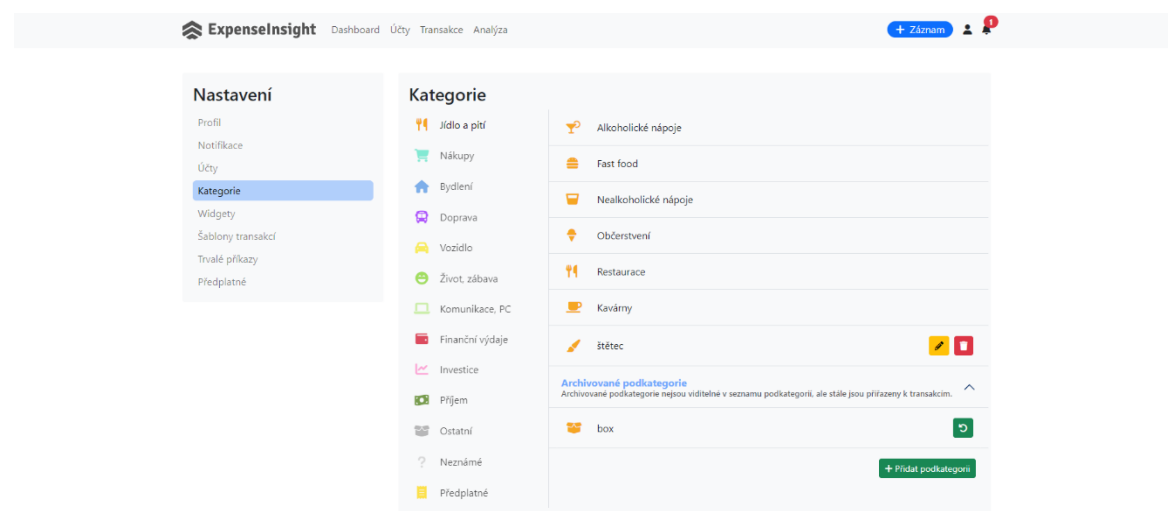 ExpenseInsight Dashboard Účty Transakce Analýza + Záznam 1
Nastavení
Profil
Notifikace
Účty
Kategorie
Widgety
Šablony transakcí
Trvalé příkazy
Předplatné
Kategorie
Jídlo a pití
Nákupy
Bydlení
Doprava
Vozidlo
Život, zábava
Komunikace, PC
Finanční výdaje
Investice
Příjem
Ostatní
? Neznámé
Předplatné
Alkoholické nápoje
Fast food
Nealkoholické nápoje
Občerstvení
Restaurace
Kavárny
štětec
Archivované podkategorie
Archivované podkategorie nejsou viditelné v seznamu podkategorií, ale stále jsou přiřazeny k transakcím.
box
+ Přidat podkategorii